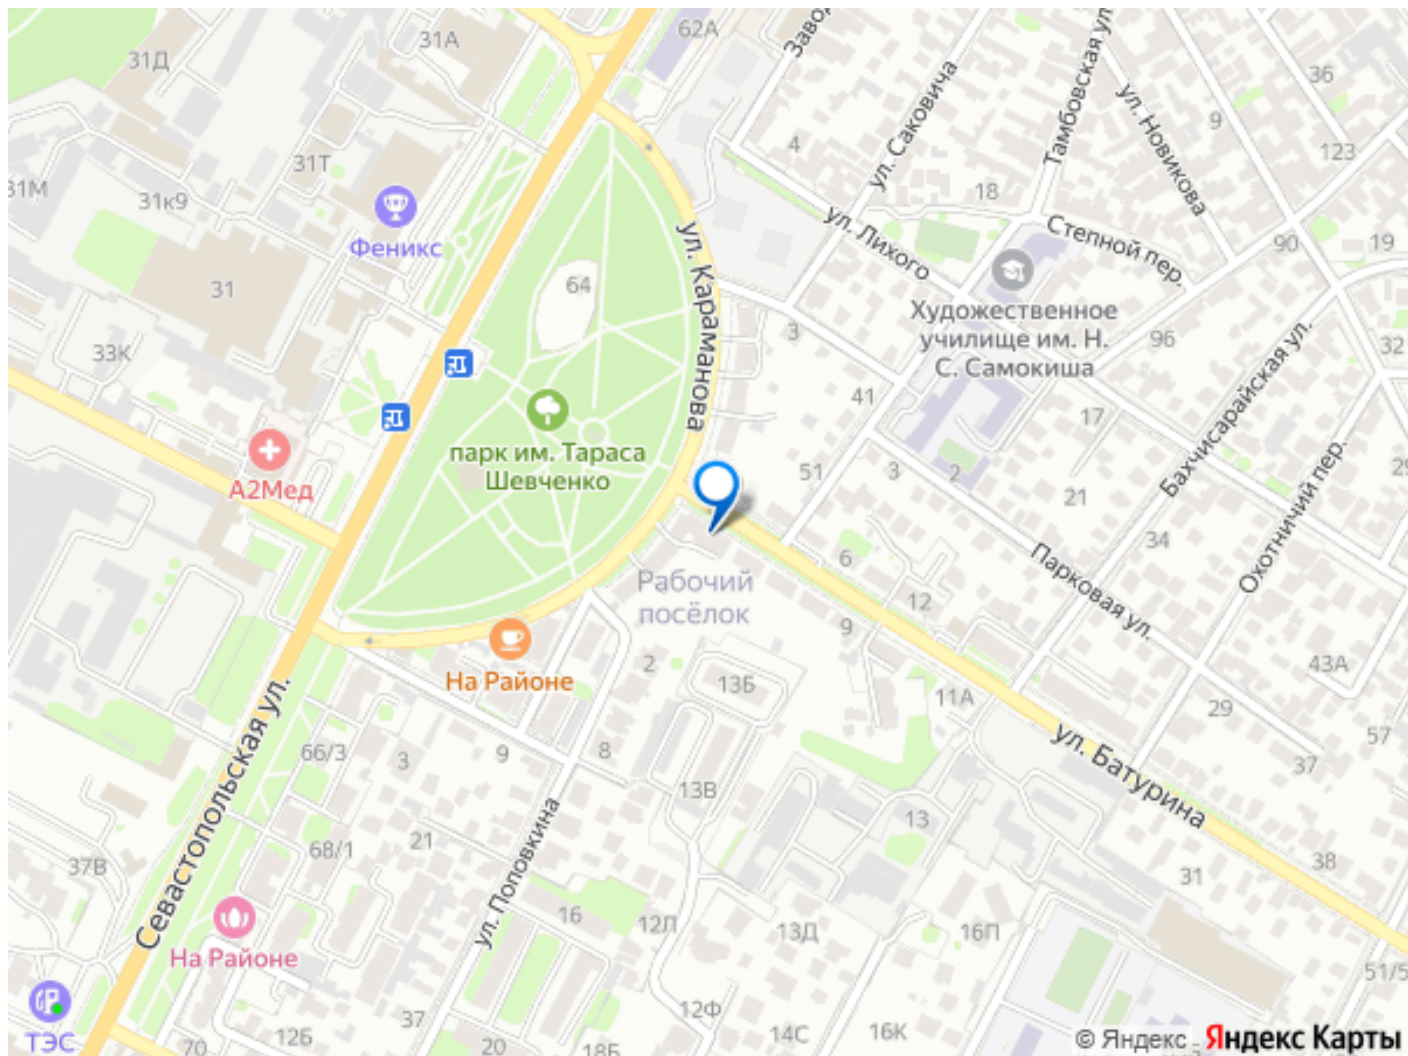 31А
62А
Завод
31Д
36
ул. Саковича
Тамбовская ул.
ул. Новикова
9
4
123
31Т
31М
31к9
18
Феникс
ул. Лихого
Степной пер.
90
19
64
31
ул. Караманова
Художественное
училище им. Н.
С. Самокиша
3
96
32
33К
41
17
Бахчисарайская ул.
парк им. Тараса
Шевченко
51
3
2
21
А2Мед
Охотничий пер.
34
6
Парковая ул.
Рабочий
посёлок
12
9
2
43А
На Районе
13Б
11А
29
57
ул. Батурина
66/3
3
9
8
37
Севастопольская ул.
13В
13
21
ул. Поповкина
68/1
37В
38
31
16
12Л
13Д
16П
На Районе
51/5
12Ф
ТЭС
70
12Б
37
20
18Б
14С
16К
© Яндекс
Яндекс Карты